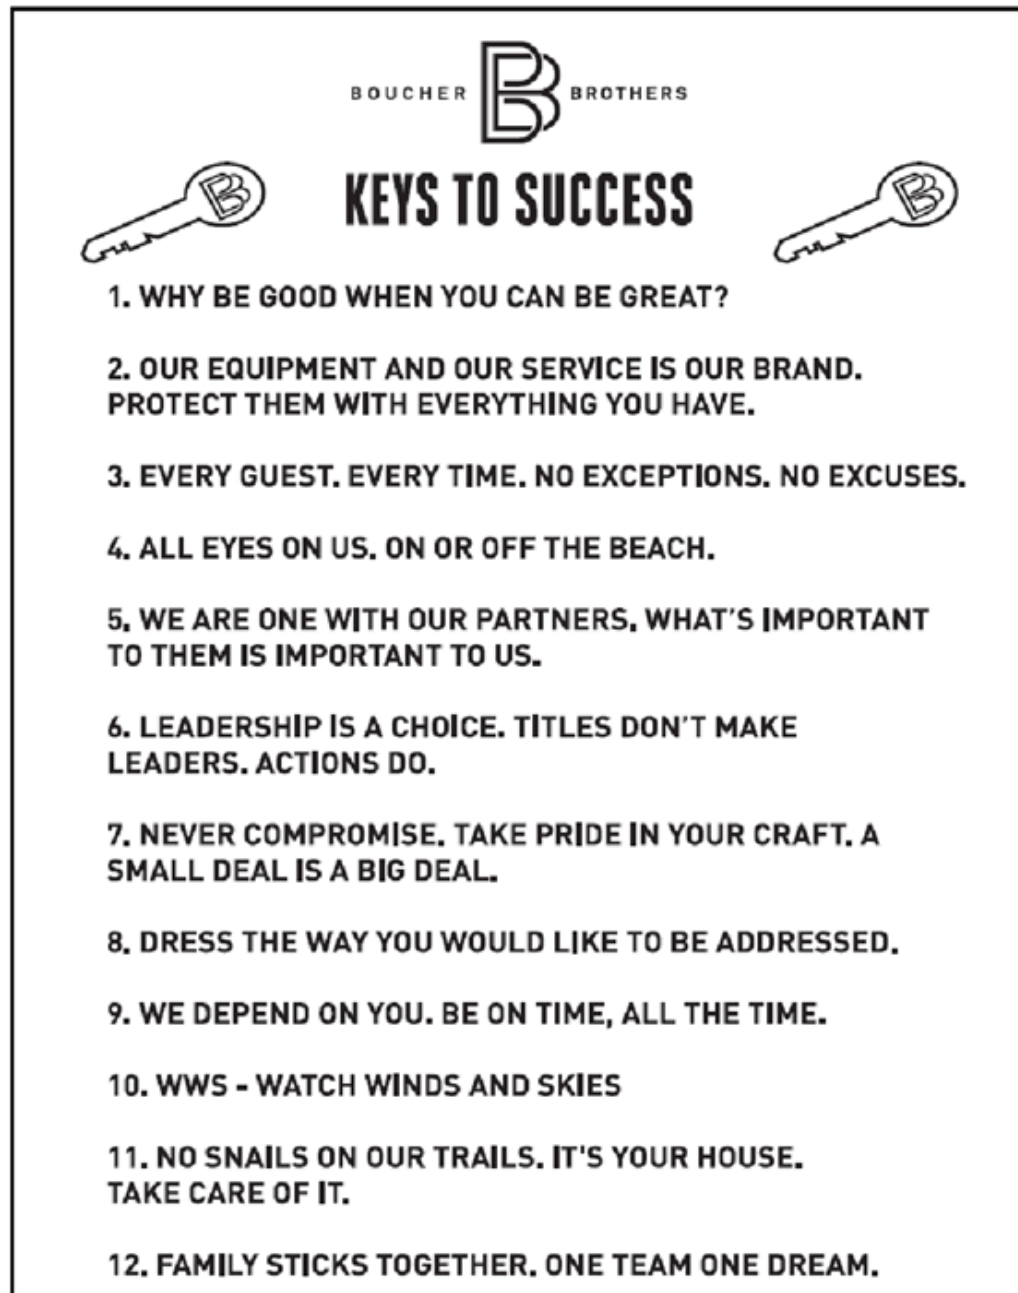 BOUCHER BROTHERS
KEYS TO SUCCESS
1. WHY BE GOOD WHEN YOU CAN BE GREAT?
2. OUR EQUIPMENT AND OUR SERVICE IS OUR BRAND.
PROTECT THEM WITH EVERYTHING YOU HAVE.
3. EVERY GUEST. EVERY TIME. NO EXCEPTIONS. NO EXCUSES.
4. ALL EYES ON US. ON OR OFF THE BEACH.
5. WE ARE ONE WITH OUR PARTNERS. WHAT'S IMPORTANT
TO THEM IS IMPORTANT TO US.
6. LEADERSHIP IS A CHOICE. TITLES DON'T MAKE
LEADERS. ACTIONS DO.
7. NEVER COMPROMISE. TAKE PRIDE IN YOUR CRAFT. A
SMALL DEAL IS A BIG DEAL.
8. DRESS THE WAY YOU WOULD LIKE TO BE ADDRESSED.
9. WE DEPEND ON YOU. BE ON TIME, ALL THE TIME.
10. WWS - WATCH WINDS AND SKIES
11. NO SNAILS ON OUR TRAILS. IT'S YOUR HOUSE.
TAKE CARE OF IT.
12. FAMILY STICKS TOGETHER. ONE TEAM ONE DREAM.